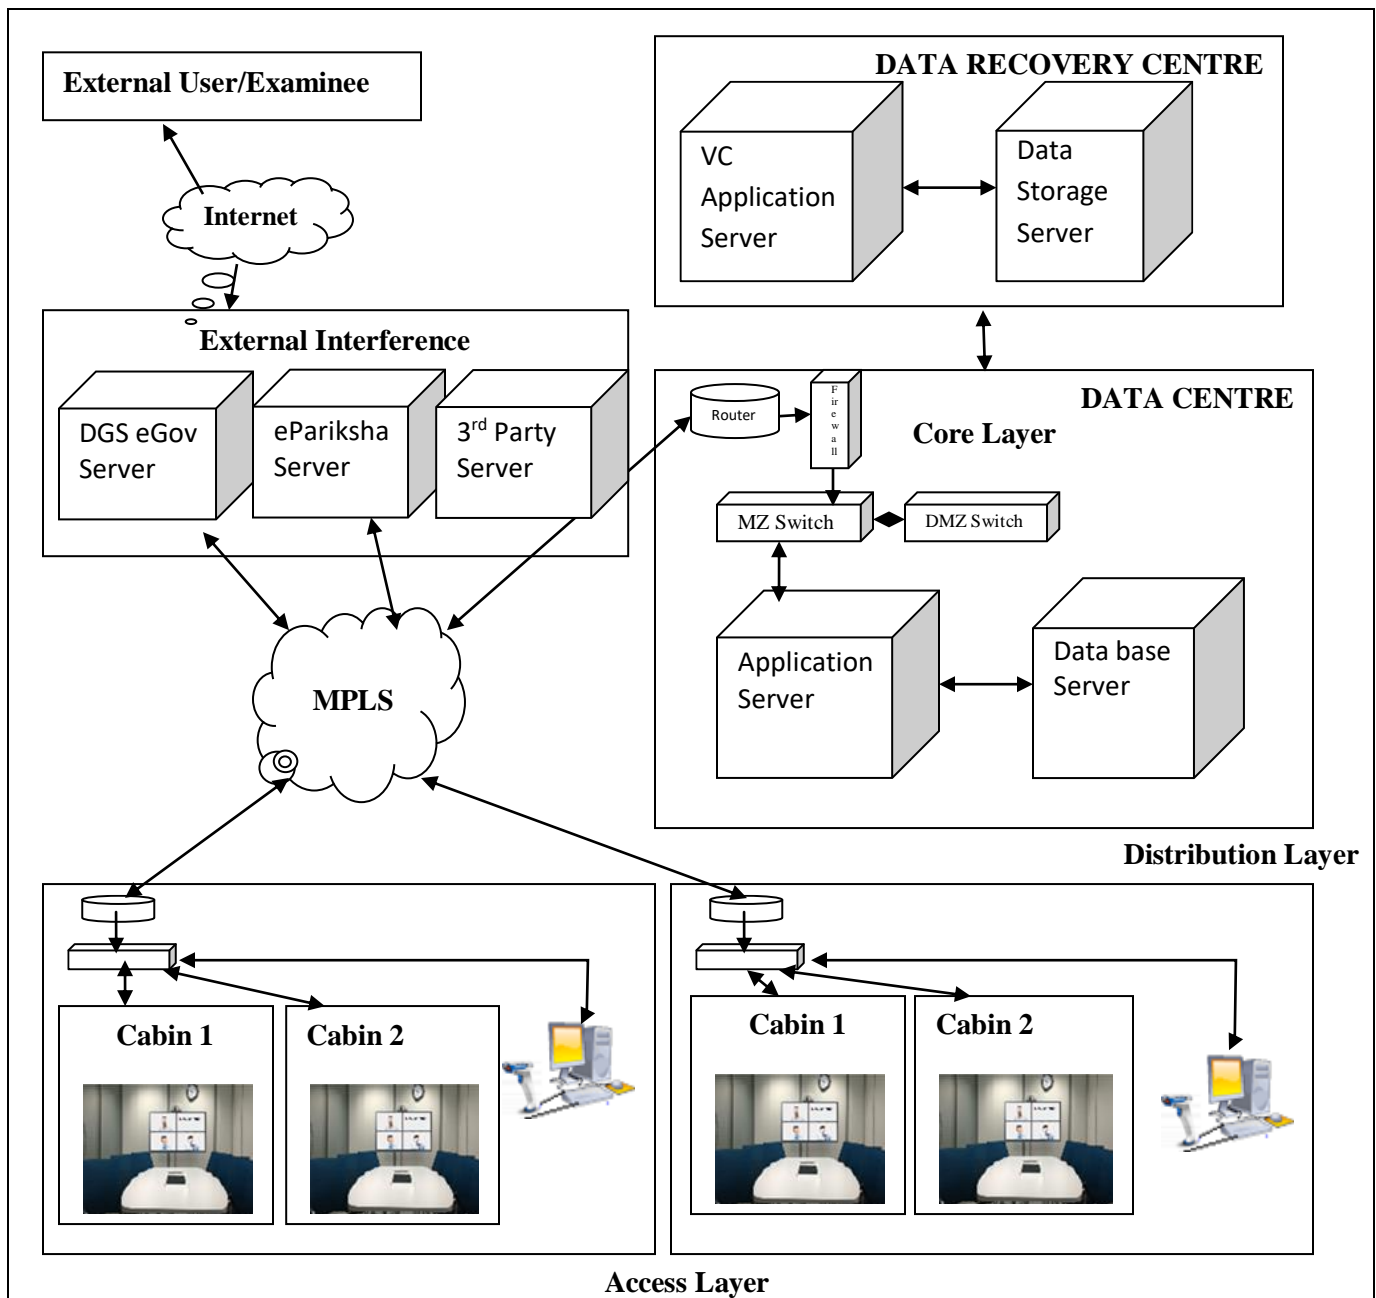 External User/Examinee
Internet
External Interference
DGS eGov
Server
ePariksha
Server
3rd Party
Server
DATA RECOVERY CENTRE
VC
Application
Server
Data
Storage
Server
DATA CENTRE
Core Layer
Router
F
ir
e
w
a
ll
MZ Switch
DMZ Switch
Application
Server
Data base
Server
MPLS
Distribution Layer
Cabin 1
Cabin 2
Cabin 1
Cabin 2
Access Layer